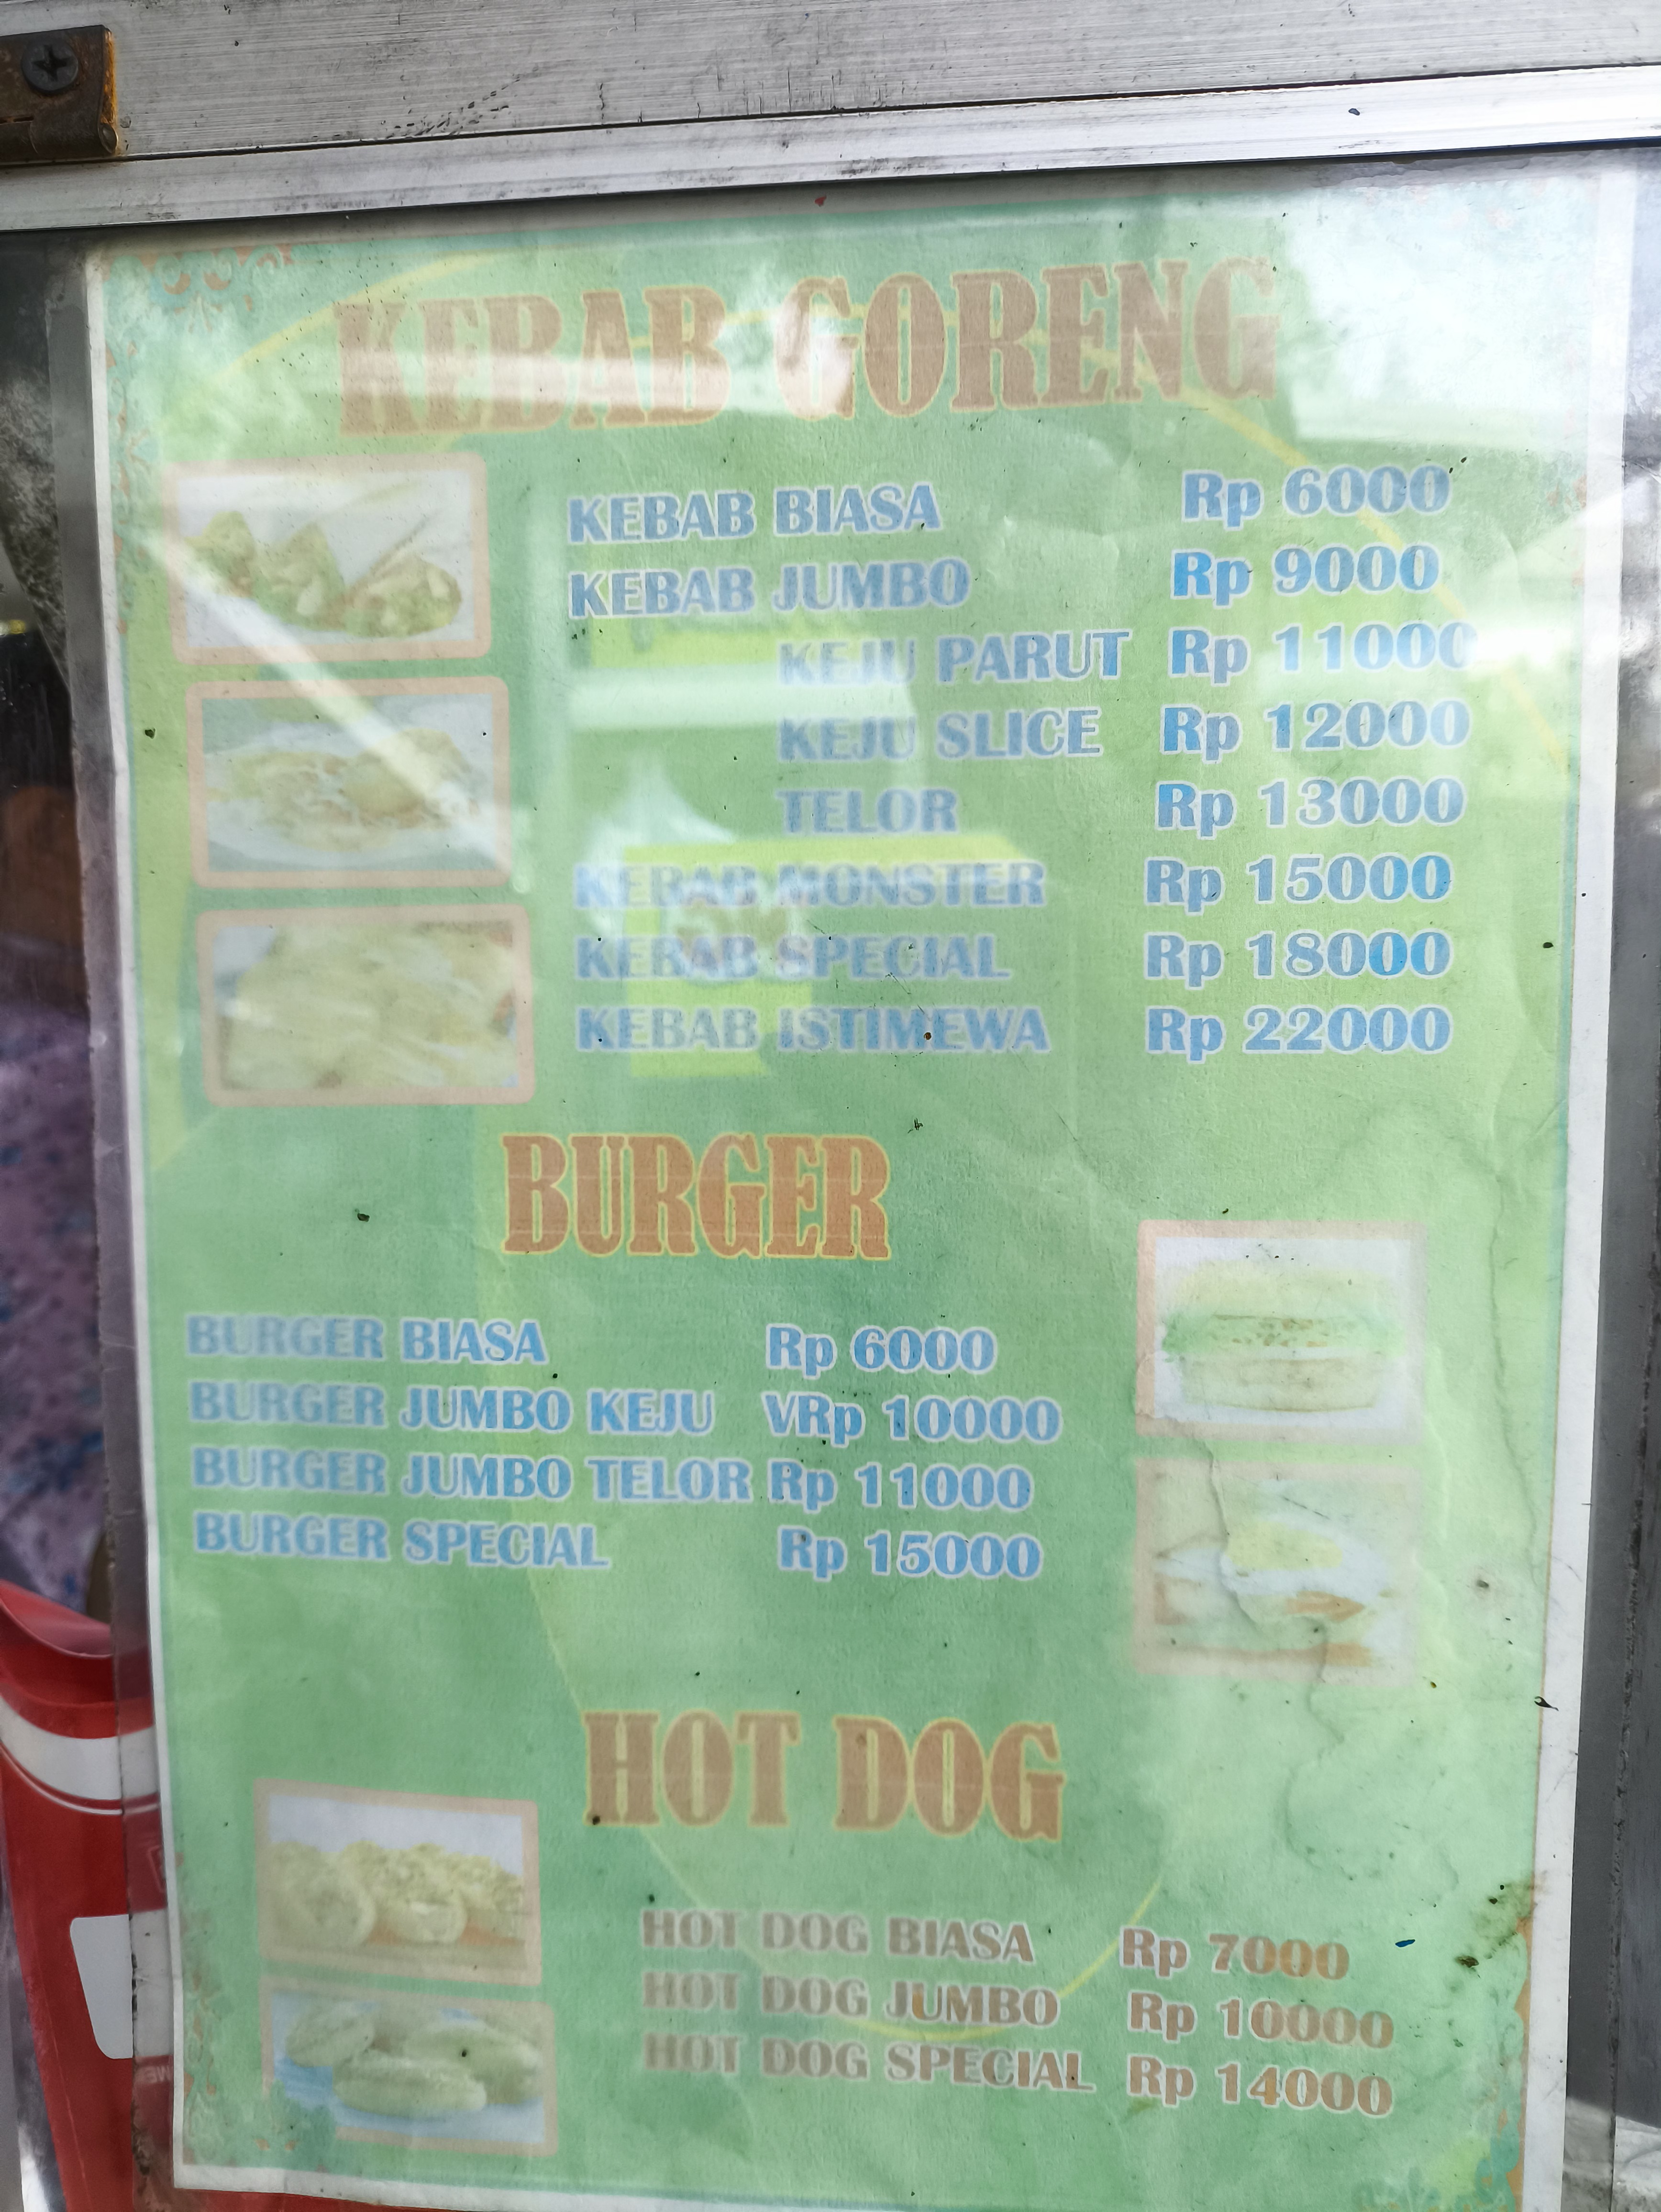 KEBAB GORENG
KEBAB BIASA Rp 6000
KEBAB JUMBO Rp 9000
KEJU PARUT Rp 11000
KEJU SLICE Rp 12000
TELOR Rp 13000
KEBAB MONSTER Rp 15000
KEBAB SPECIAL Rp 18000
KEBAB ISTIMEWA Rp 22000
BURGER
BURGER BIASA Rp 6000
BURGER JUMBO KEJU VRp 10000
BURGER JUMBO TELOR Rp 11000
BURGER SPECIAL Rp 15000
HOT DOG
HOT DOG BIASA Rp 7000
HOT DOG JUMBO Rp 10000
HOT DOG SPECIAL Rp 14000